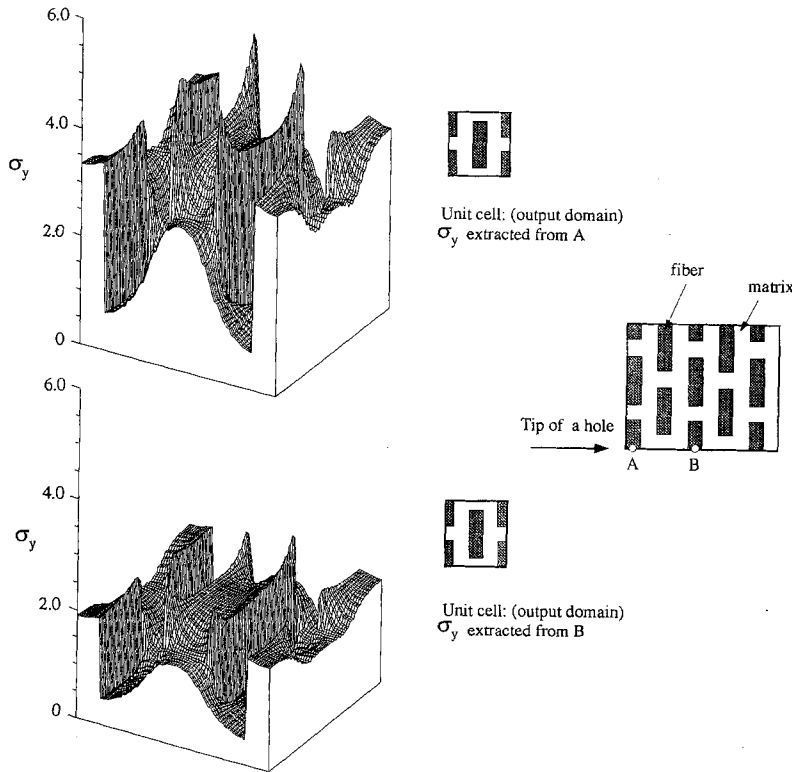 6.0
4.0
σy
2.0
0
Unit cell: (output domain)
σy extracted from A
fiber
matrix
Tip of a hole
A
B
6.0
4.0
σy
2.0
0
Unit cell: (output domain)
σy extracted from B